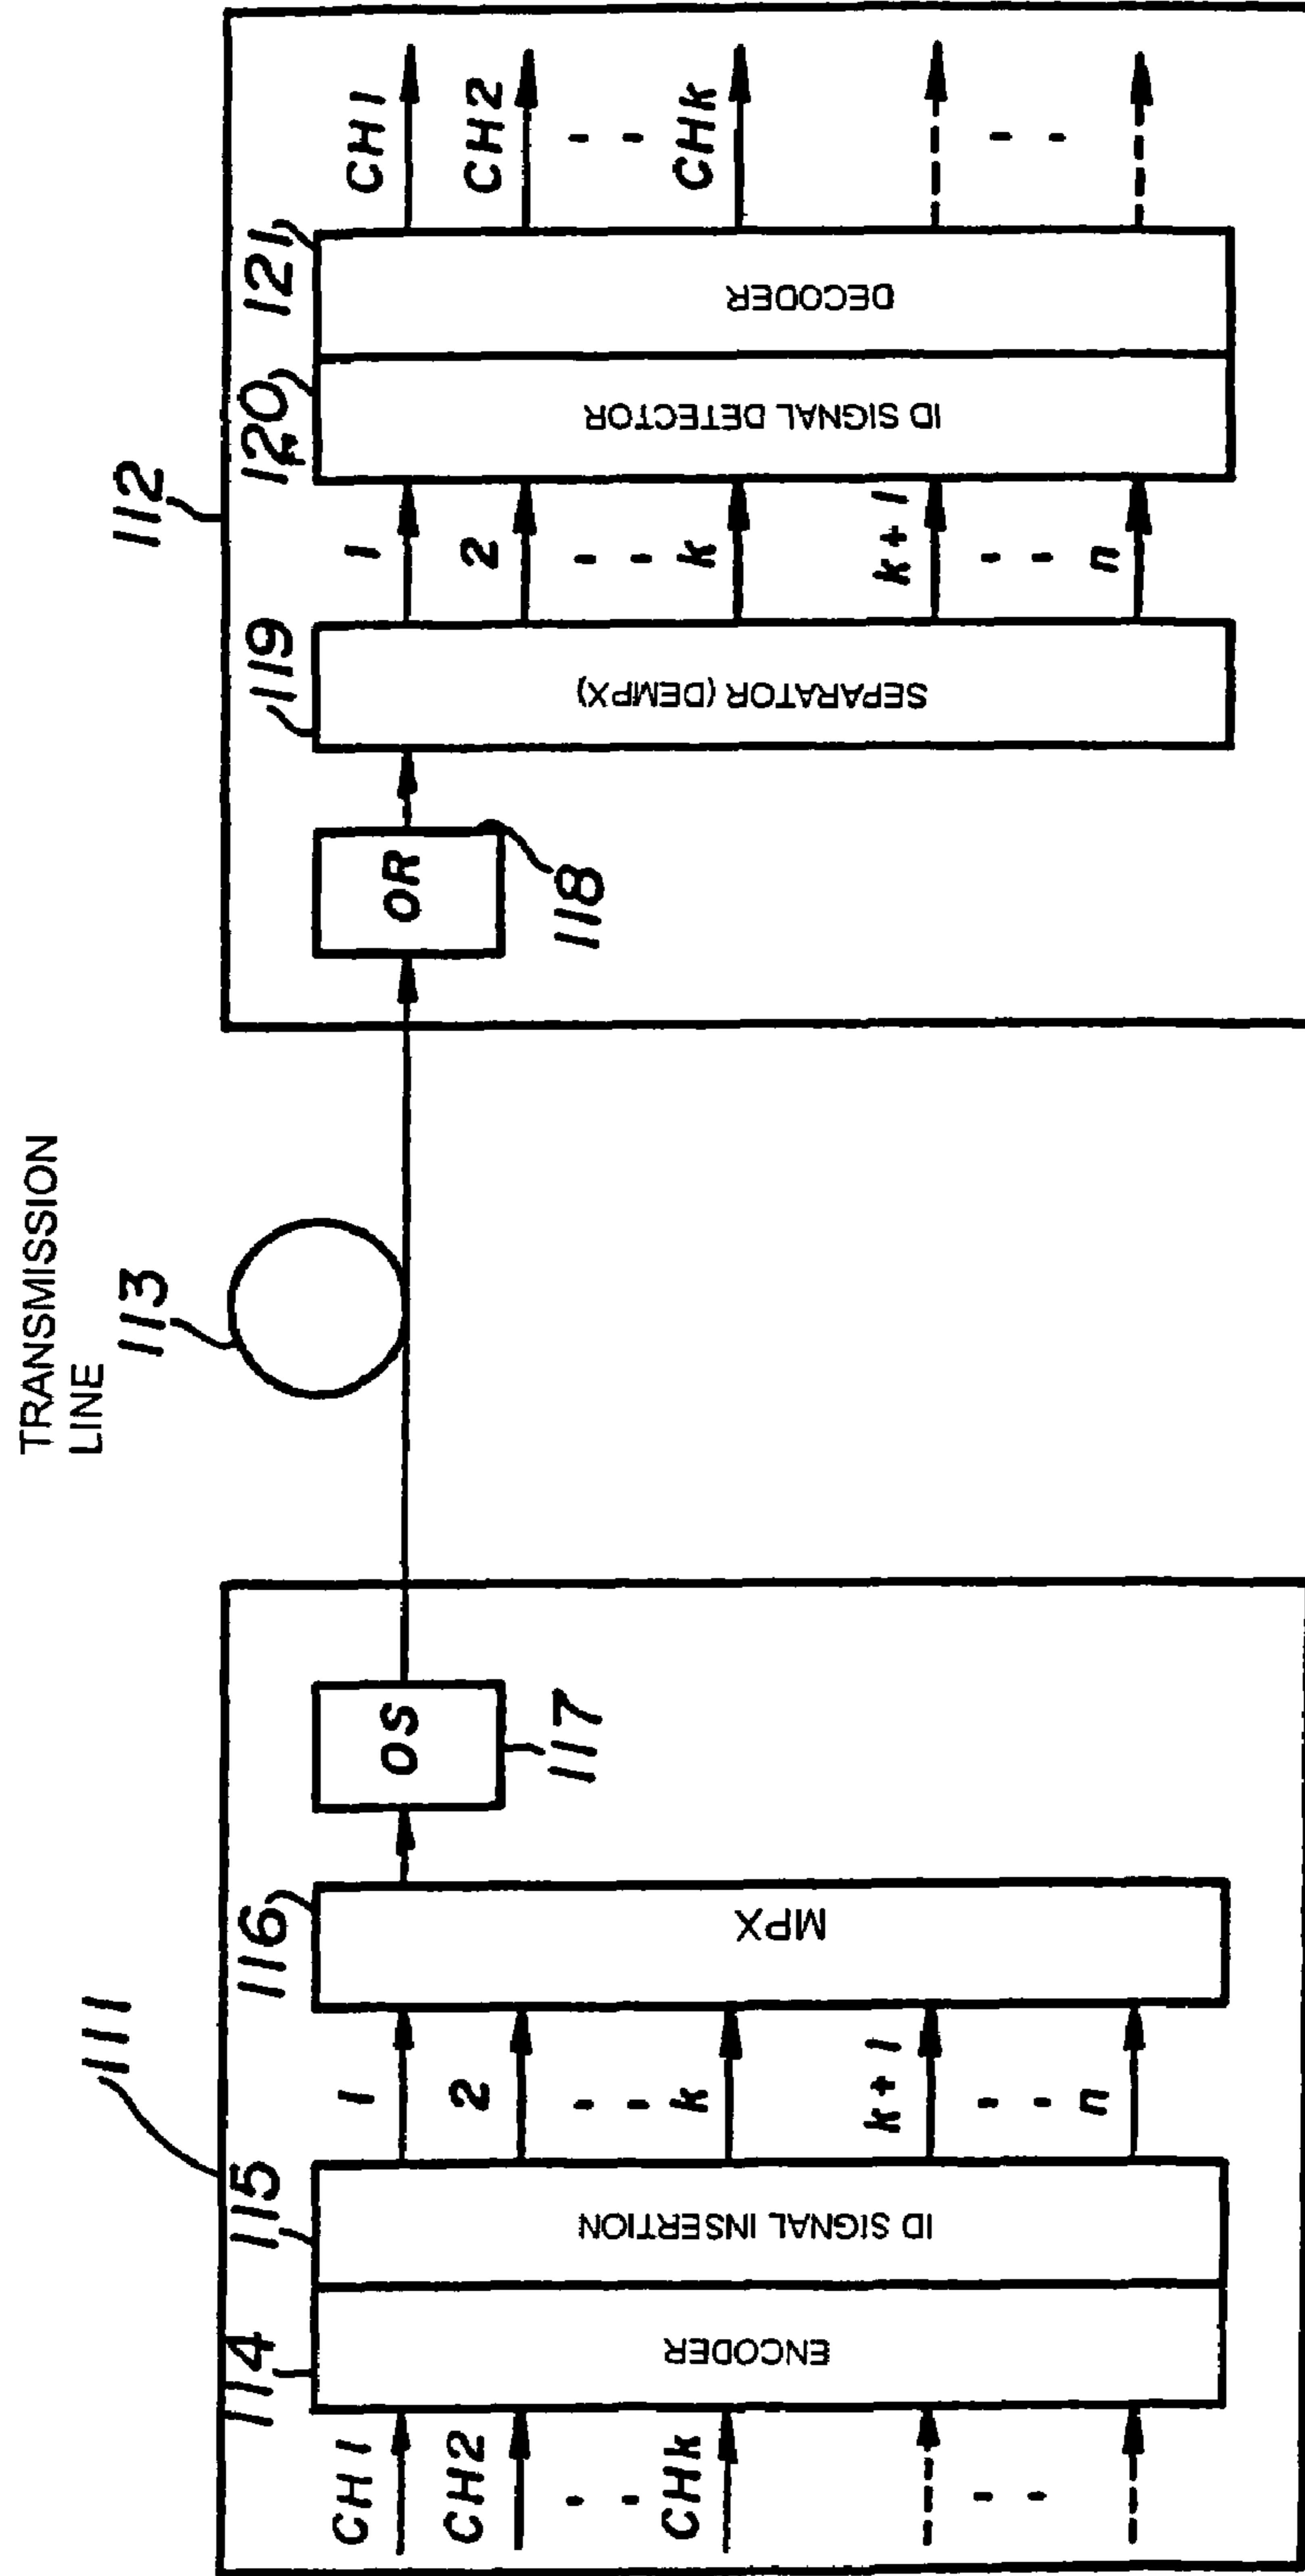 TRANSMISSION
LINE
111
113
112
114
115
116
117
118
119
120
121
CH1
CH2
- - CHk
- -
ENCODER
ID SIGNAL INSERTION
1
2
- - k
k+1
- - n
MPX
OS
OR
SEPARATOR (DEMPX)
1
2
- - k
k+1
- - n
ID SIGNAL DETECTOR
DECODER
CH1
CH2
- - CHk
- -